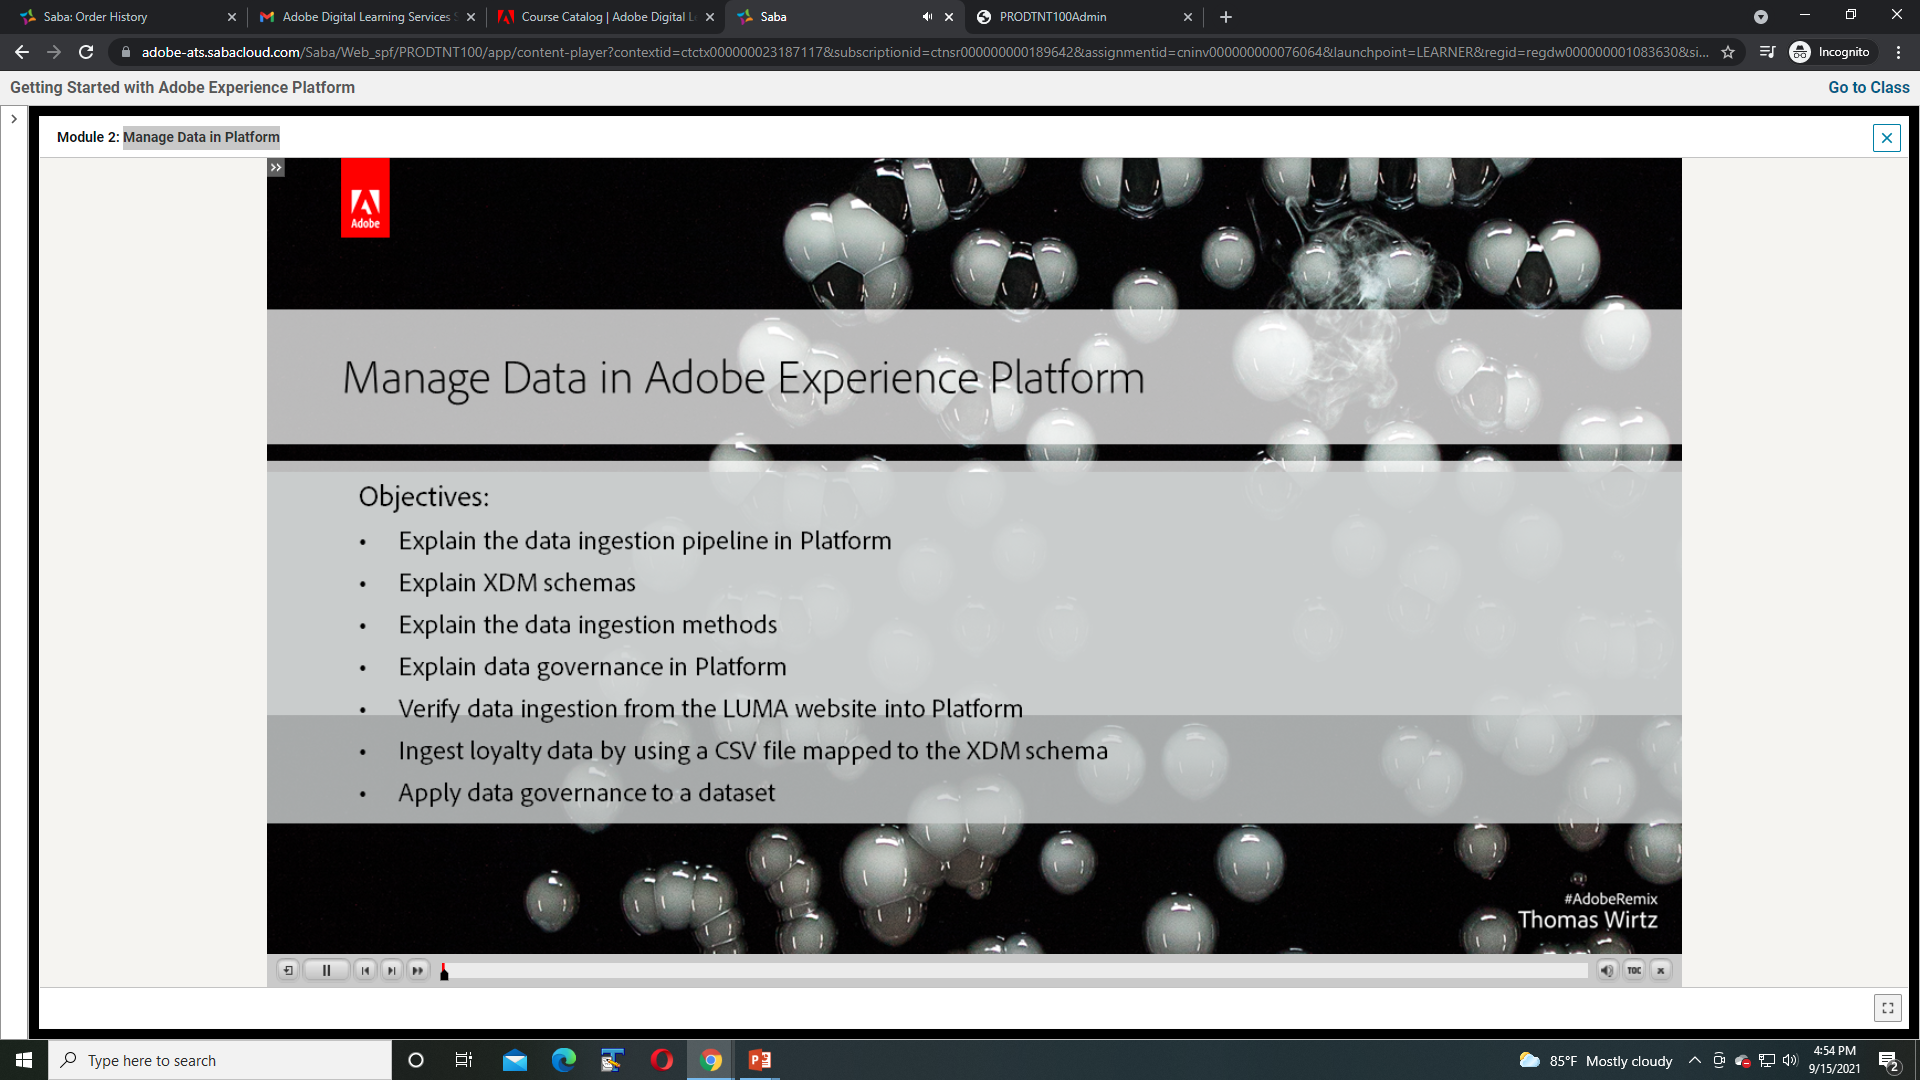 Saba: Order History
Adobe Digital Learning Services
Course Catalog | Adobe Digital
Saba
PRODTNT100Admin
adobe-ats.sabacloud.com/Saba/Web_spf/PRODTNT100/app/content-player?contextid=ctctx000000023187117&subscriptionid=ctnsr000000000189642&assignmentid=cninv000000000076064&launchpoint=LEARNER&regid=regdw000000001083630&si...
Incognito
Getting Started with Adobe Experience Platform
Go to Class
Module 2: Manage Data in Platform
Adobe
Manage Data in Adobe Experience Platform
Objectives:
• Explain the data ingestion pipeline in Platform
• Explain XDM schemas
• Explain the data ingestion methods
• Explain data governance in Platform
• Verify data ingestion from the LUMA website into Platform
• Ingest loyalty data by using a CSV file mapped to the XDM schema
• Apply data governance to a dataset
#AdobeRemix
Thomas Wirtz
TOC
Type here to search
85°F Mostly cloudy
4:54 PM
9/15/2021
2